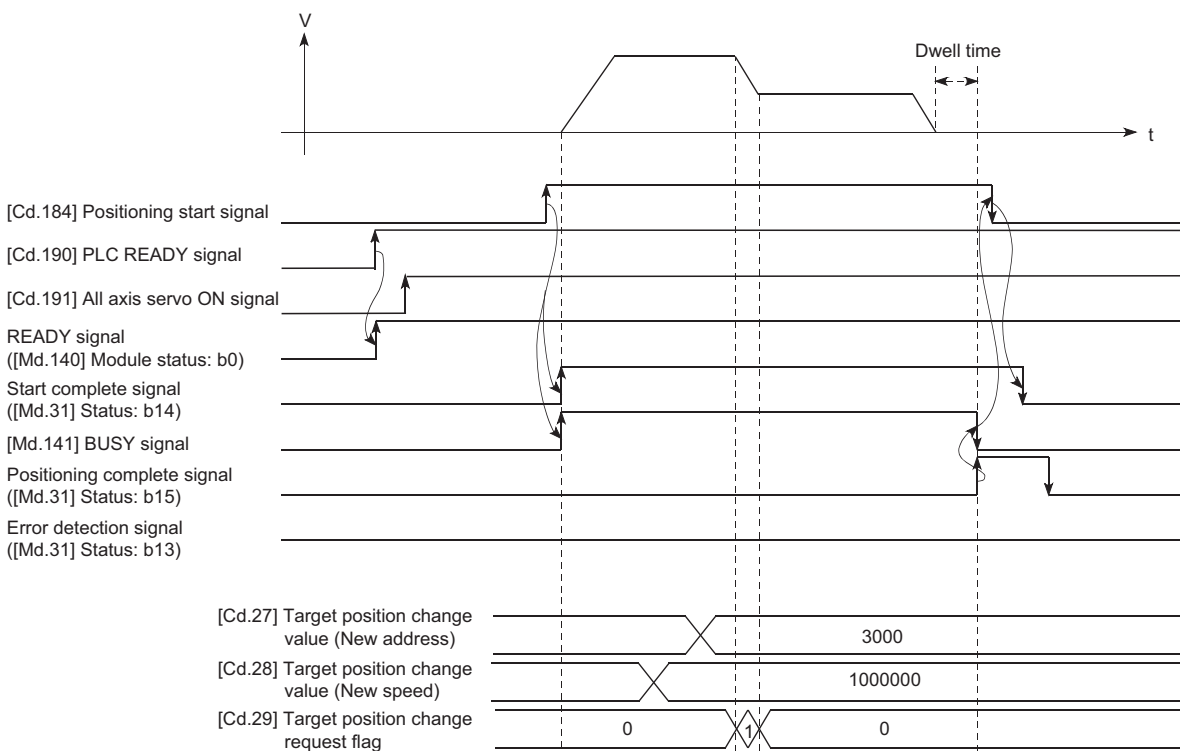 V
Dwell time
t
[Cd.184] Positioning start signal
[Cd.190] PLC READY signal
[Cd.191] All axis servo ON signal
READY signal
([Md.140] Module status: b0)
Start complete signal
([Md.31] Status: b14)
[Md.141] BUSY signal
Positioning complete signal
([Md.31] Status: b15)
Error detection signal
([Md.31] Status: b13)
[Cd.27] Target position change
value (New address)
3000
[Cd.28] Target position change
value (New speed)
1000000
[Cd.29] Target position change
request flag
0
1
0